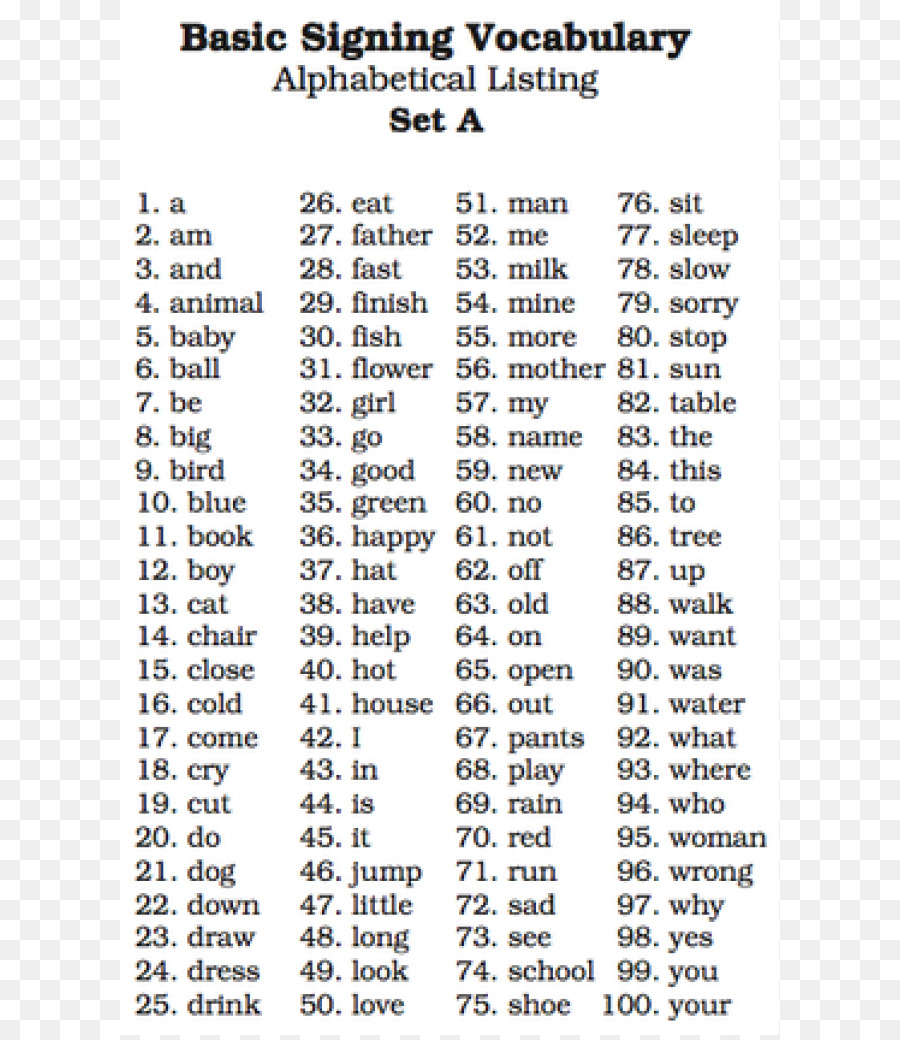 Basic Signing Vocabulary
Alphabetical Listing
Set A
1. a
2. am
3. and
4. animal
5. baby
6. ball
7. be
8. big
9. bird
10. blue
11. book
12. boy
13. cat
14. chair
15. close
16. cold
17. come
18. cry
19. cut
20. do
21. dog
22. down
23. draw
24. dress
25. drink
26. eat
27. father
28. fast
29. finish
30. fish
31. flower
32. girl
33. go
34. good
35. green
36. happy
37. hat
38. have
39. help
40. hot
41. house
42. I
43. in
44. is
45. it
46. jump
47. little
48. long
49. look
50. love
51. man
52. me
53. milk
54. mine
55. more
56. mother
57. my
58. name
59. new
60. no
61. not
62. off
63. old
64. on
65. open
66. out
67. pants
68. play
69. rain
70. red
71. run
72. sad
73. see
74. school
75. shoe
76. sit
77. sleep
78. slow
79. sorry
80. stop
81. sun
82. table
83. the
84. this
85. to
86. tree
87. up
88. walk
89. want
90. was
91. water
92. what
93. where
94. who
95. woman
96. wrong
97. why
98. yes
99. you
100. your